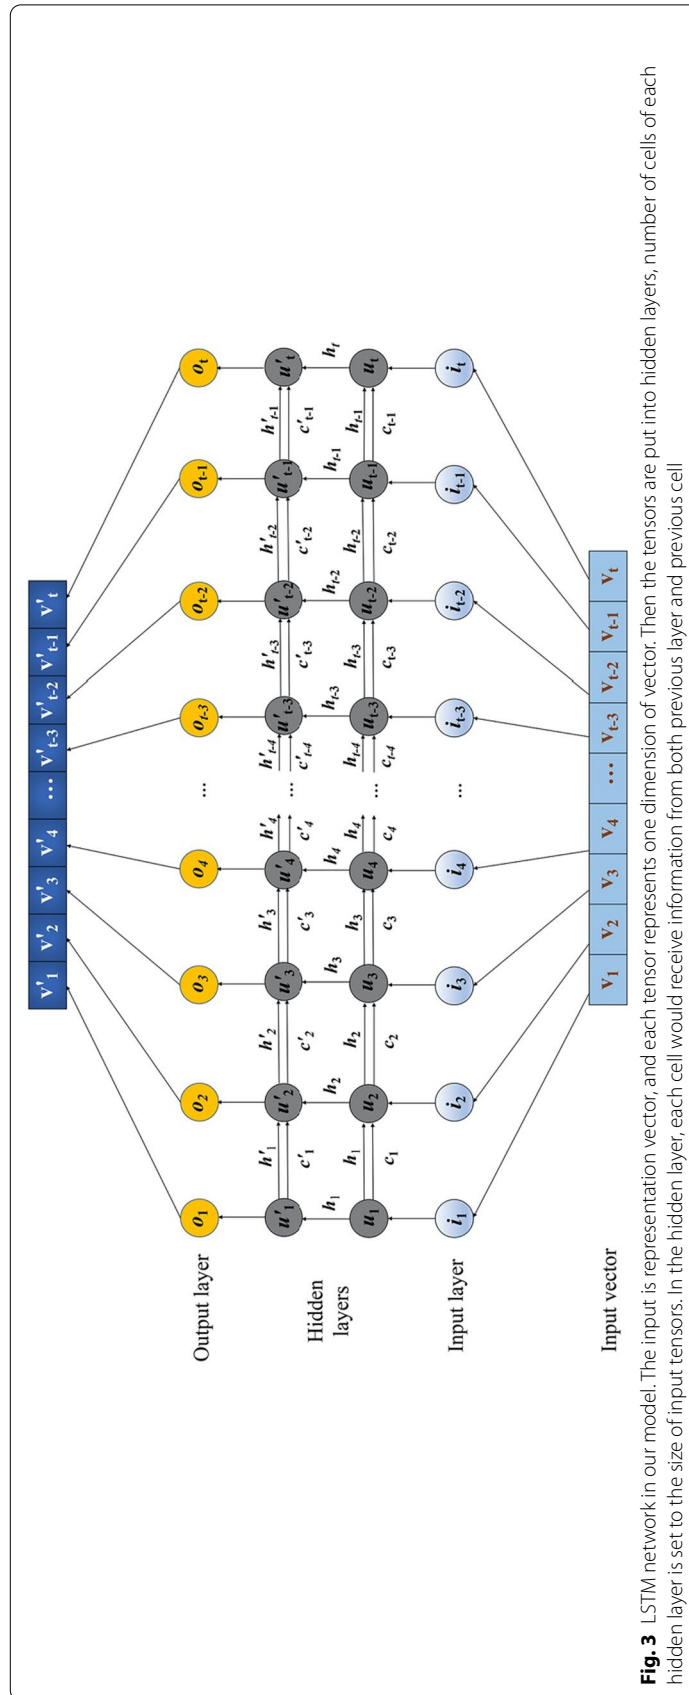 v'1 v'2 v'3 v'4 ... v't-3 v't-2 v't-1 v't
Output layer o1 o2 o3 o4 ... ot-3 ot-2 ot-1 ot
h'1 h'2 h'3 h'4 h't-4 h't-3 h't-2 h't-1
u'1 u'2 u'3 u'4 ... u't-3 u't-2 u't-1 u't
c'1 c'2 c'3 c'4 c't-4 c't-3 c't-2 c't-1
Hidden
layers
h1 h2 h3 h4 ht-3 ht-2 ht-1 ht
h1 h2 h3 h4 ht-4 ht-3 ht-2 ht-1
u1 u2 u3 u4 ... ut-3 ut-2 ut-1 ut
c1 c2 c3 c4 ct-4 ct-3 ct-2 ct-1
Input layer i1 i2 i3 i4 ... it-3 it-2 it-1 it
Input vector v1 v2 v3 v4 ... vt-3 vt-2 vt-1 vt
Fig. 3 LSTM network in our model. The input is representation vector, and each tensor represents one dimension of vector. Then the tensors are put into hidden layers, number of cells of each
hidden layer is set to the size of input tensors. In the hidden layer, each cell would receive information from both previous layer and previous cell